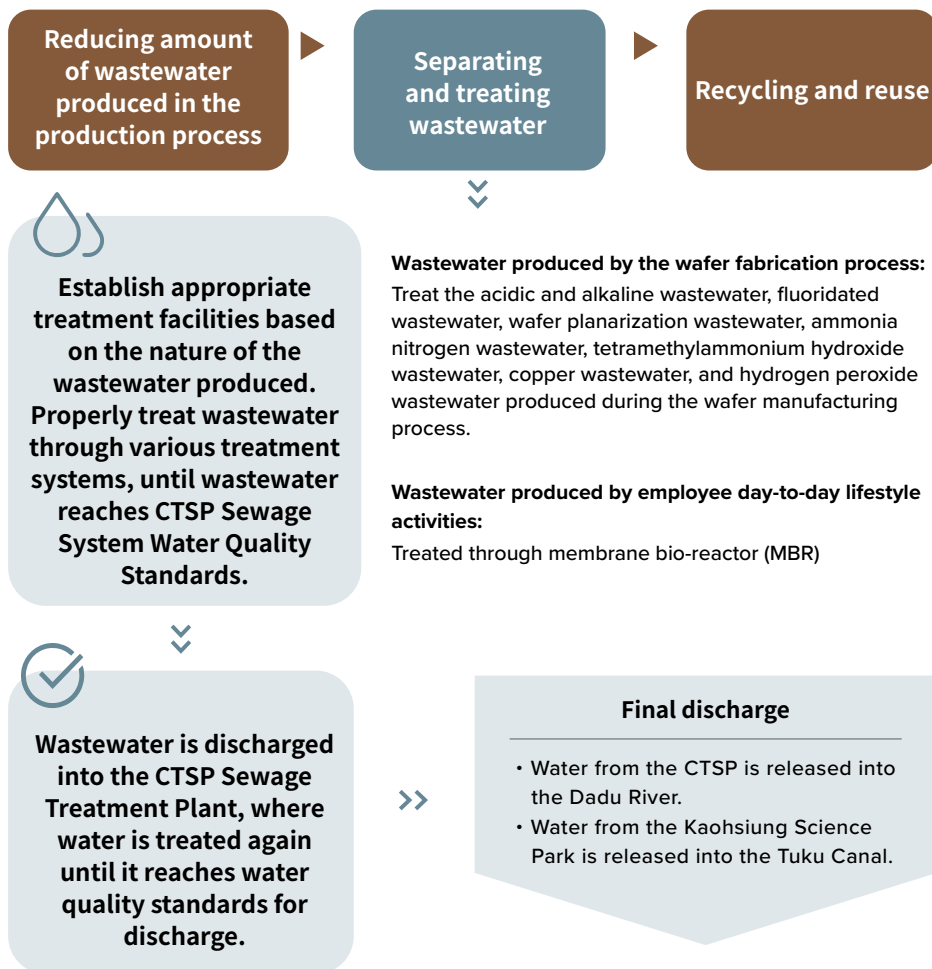 Reducing amount
of wastewater
produced in the
production process
Separating
and treating
wastewater
Recycling and reuse
Establish appropriate
treatment facilities based
on the nature of the
wastewater produced.
Properly treat wastewater
through various treatment
systems, until wastewater
reaches CTSP Sewage
System Water Quality
Standards.
Wastewater produced by the wafer fabrication process:
Treat the acidic and alkaline wastewater, fluoridated
wastewater, wafer planarization wastewater, ammonia
nitrogen wastewater, tetramethylammonium hydroxide
wastewater, copper wastewater, and hydrogen peroxide
wastewater produced during the wafer manufacturing
process.
Wastewater produced by employee day-to-day lifestyle
activities:
Treated through membrane bio-reactor (MBR)
Wastewater is discharged
into the CTSP Sewage
Treatment Plant, where
water is treated again
until it reaches water
quality standards for
discharge.
Final discharge
• Water from the CTSP is released into
the Dadu River.
• Water from the Kaohsiung Science
Park is released into the Tuku Canal.